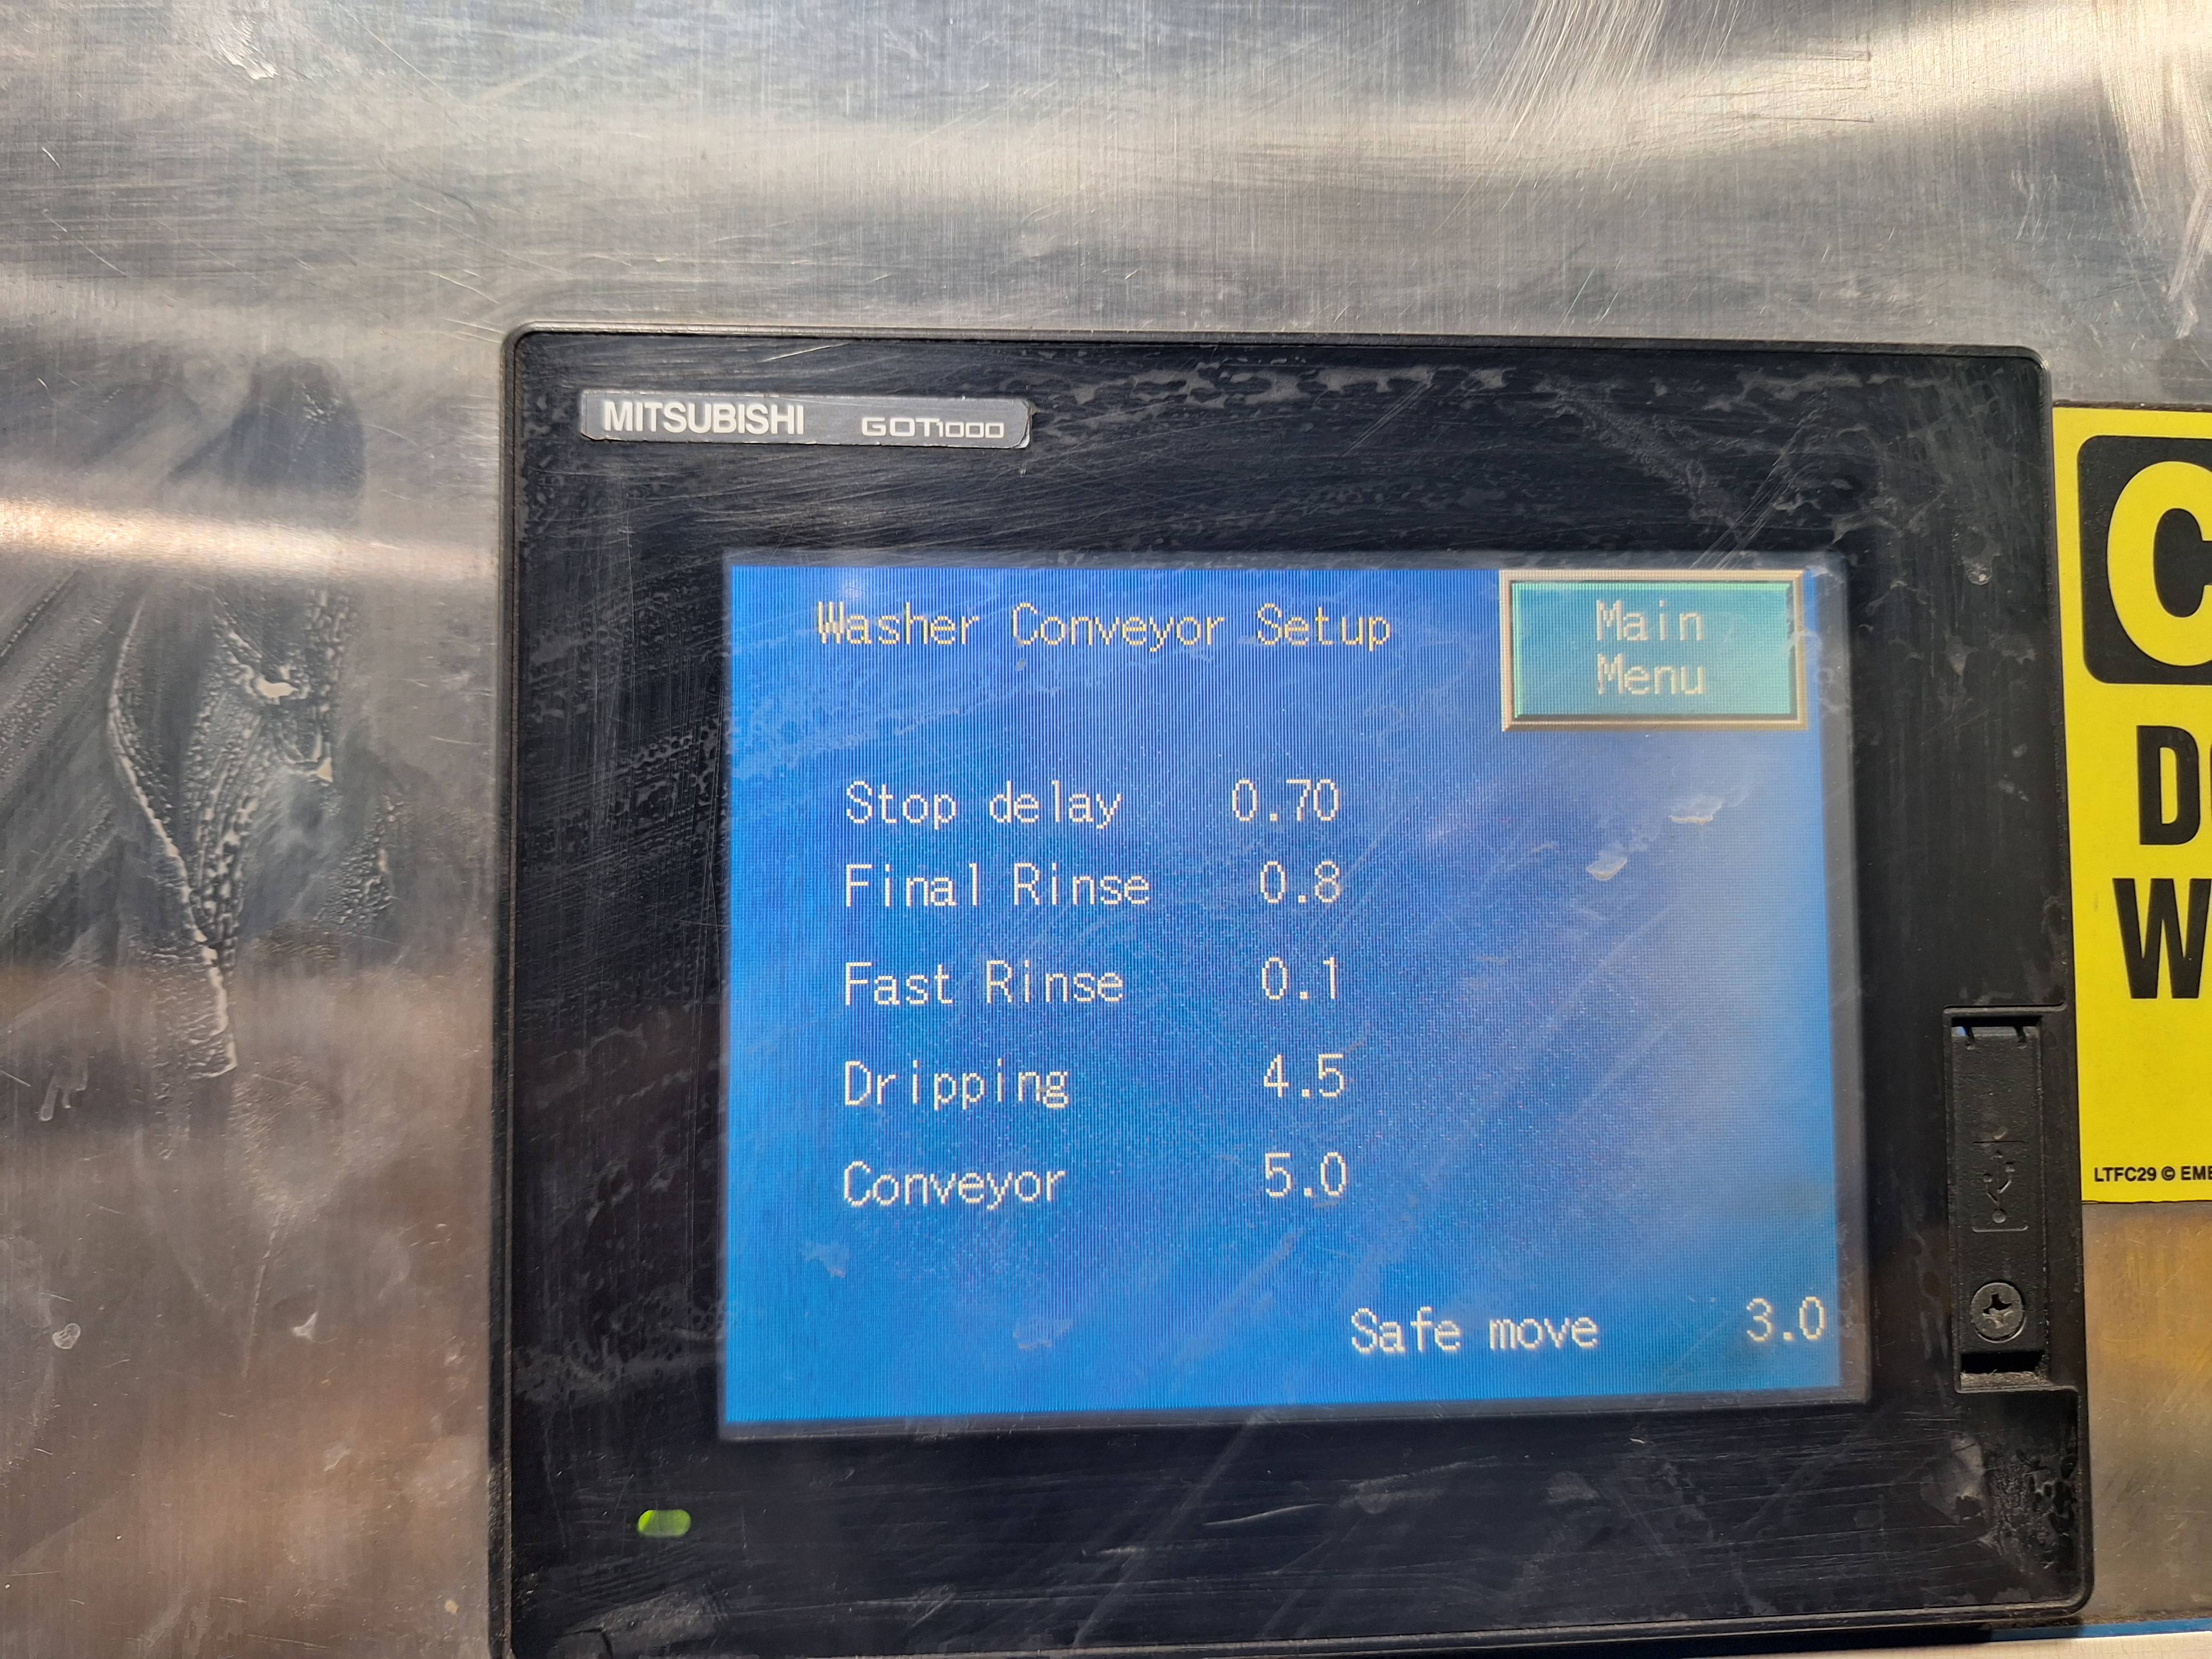 MITSUBISHI GOT1000
Washer Conveyor Setup
Main
Menu
Stop delay 0.70
Final Rinse 0.8
Fast Rinse 0.1
Dripping 4.5
Conveyor 5.0
Safe move 3.0
LTFC29 ©